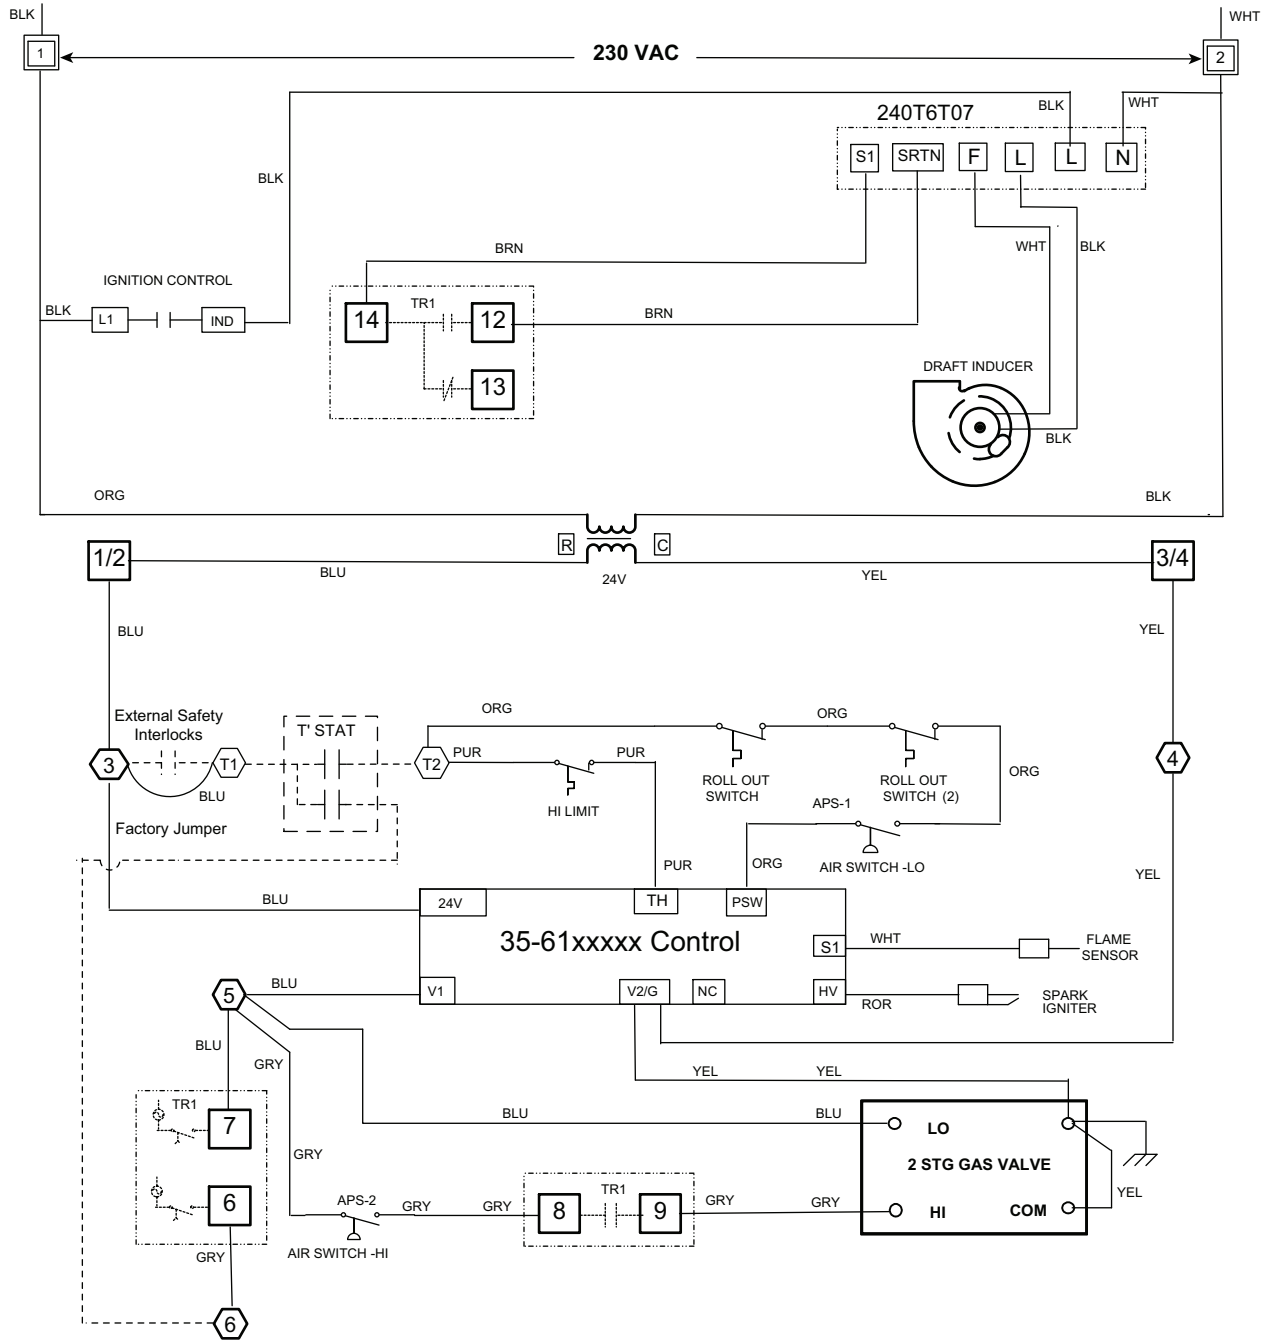 BLK
WHT
1
230 VAC
2
240T6T07
BLK
WHT
S1
SRTN
F
L
L
N
BLK
BRN
WHT
BLK
IGNITION CONTROL
BLK
L1
IND
TR1
14
12
BRN
13
DRAFT INDUCER
BLK
ORG
BLK
R
C
1/2
3/4
BLU
24V
YEL
BLU
YEL
External Safety
Interlocks
T' STAT
ORG
ORG
3
T1
T2
PUR
PUR
4
BLU
HI LIMIT
ROLL OUT
SWITCH
ROLL OUT
SWITCH (2)
ORG
Factory Jumper
APS-1
AIR SWITCH -LO
PUR
ORG
YEL
BLU
24V
TH
PSW
35-61xxxxx Control
S1
WHT
FLAME
SENSOR
5
BLU
V1
V2/G
NC
HV
ROR
SPARK
IGNITER
BLU
GRY
YEL
YEL
TR1
7
BLU
BLU
LO
2 STG GAS VALVE
GRY
6
APS-2
GRY
GRY
8
TR1
9
GRY
GRY
HI
COM
YEL
AIR SWITCH -HI
GRY
6